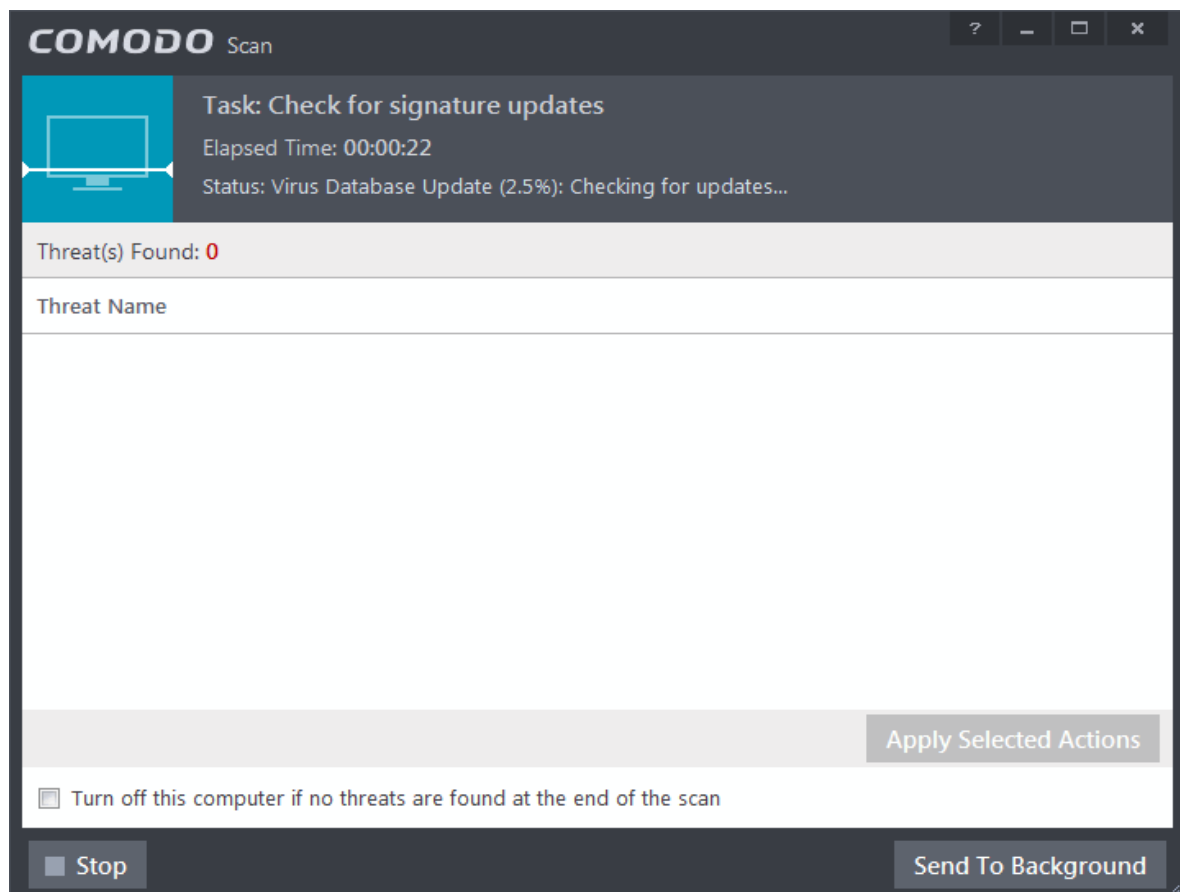 COMODO Scan
?
Task: Check for signature updates
Elapsed Time: 00:00:22
Status: Virus Database Update (2.5%): Checking for updates...
Threat(s) Found: 0
Threat Name
Apply Selected Actions
Turn off this computer if no threats are found at the end of the scan
Stop
Send To Background